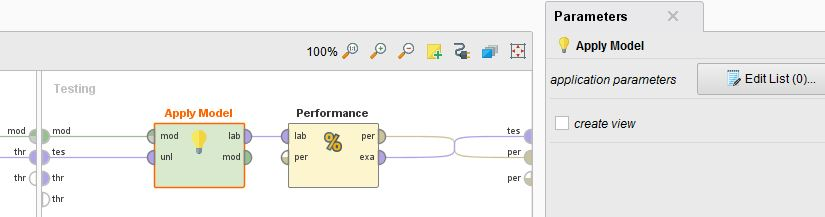 Parameters
100%
Apply Model
application parameters
Edit List (0)...
create view
Testing
Apply Model
Performance
mod
mod
mod
lab
lab
per
tes
thr
tes
unl
mod
per
exa
per
thr
thr
per
thr